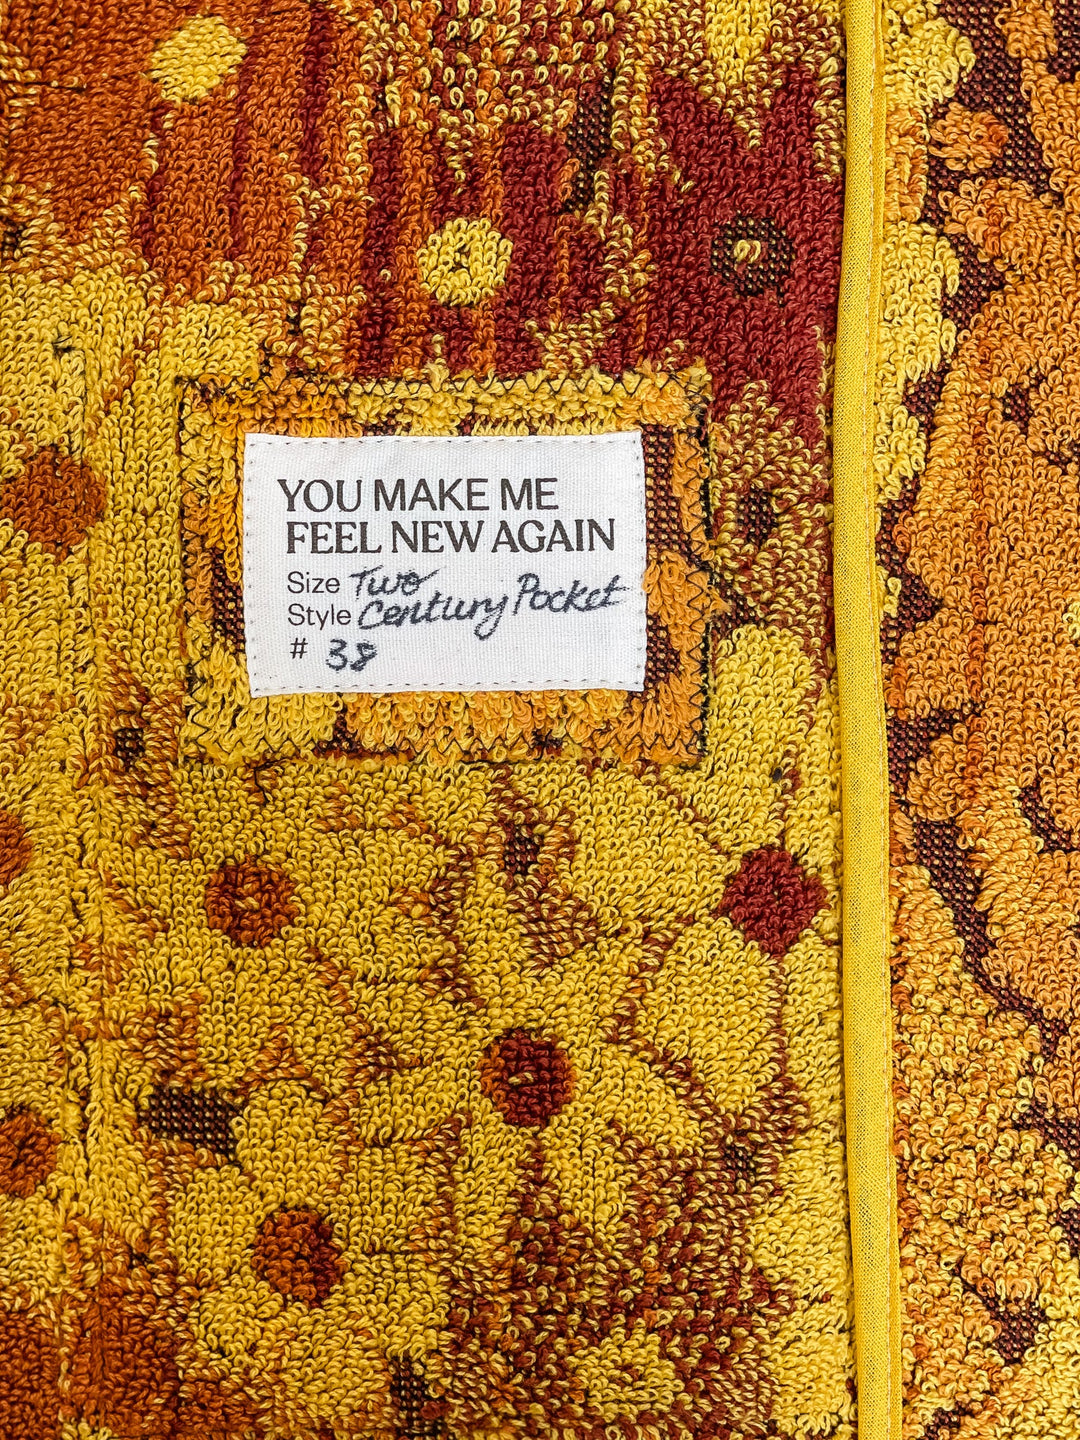 YOU MAKE ME
FEEL NEW AGAIN
Size Two
Style Century Pocket
# 38